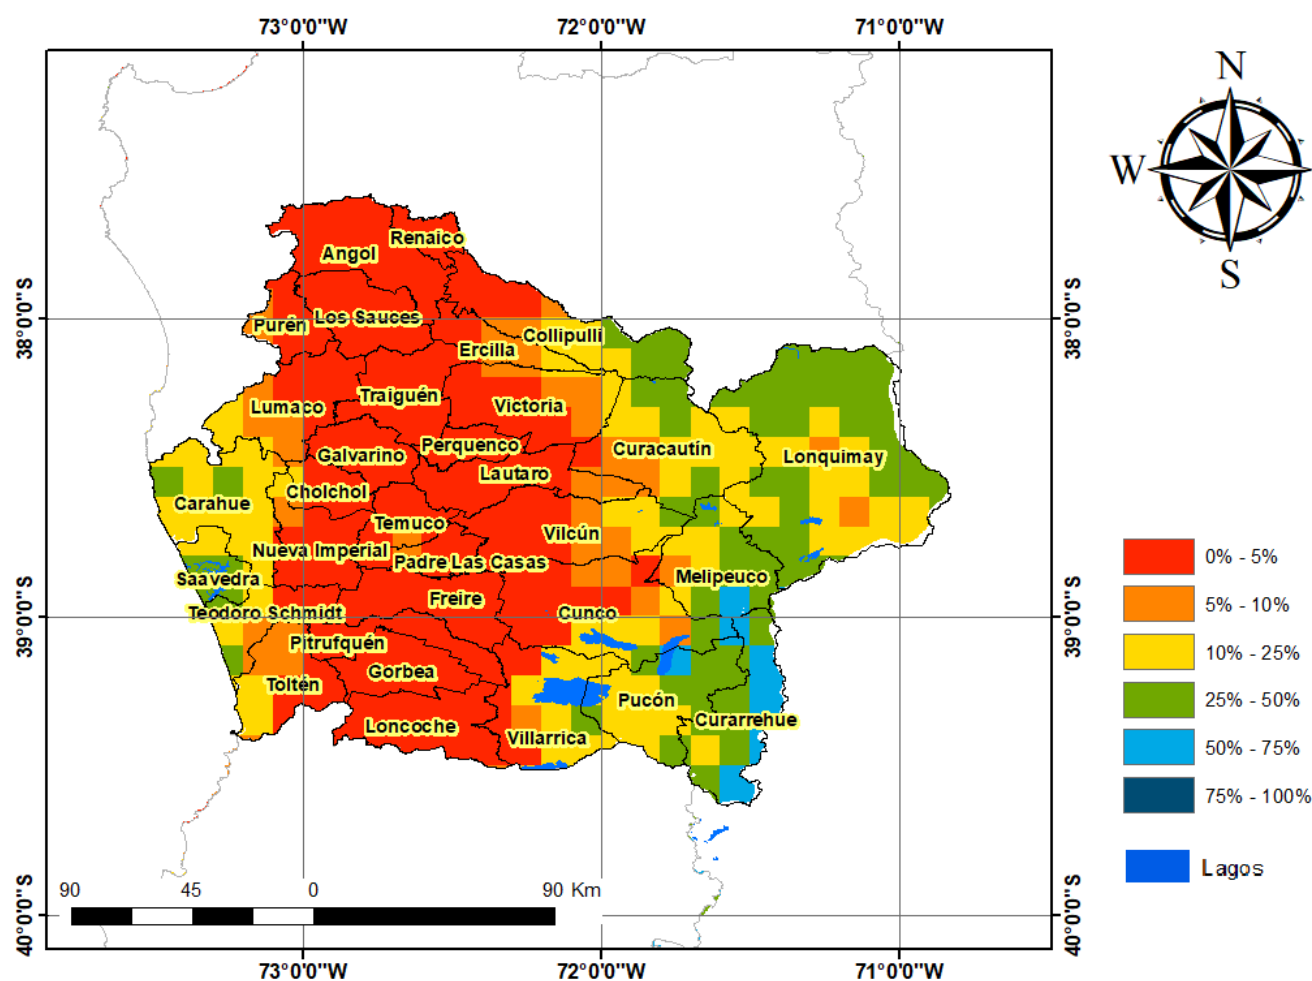 73°0'0"W 72°0'0"W 71°0'0"W
N
W
S
38°0'0"S
38°0'0"S
39°0'0"S
39°0'0"S
40°0'0"S
40°0'0"S
Renaico
Angol
Los Sauces
Purén
Collipulli
Ercilla
Traiguén
Lumaco
Victoria
Perquenco
Curacautín
Galvarino
Lonquimay
Lautaro
Cholchol
Carahue
Temuco
Vilcún
Nueva Imperial
Padre Las Casas
Saavedra
Melipeuco
Freire
Teodoro Schmidt
Cunco
Pitrufquén
Gorbea
Toltén
Pucón
Curarrehue
Loncoche
Villarrica
0% - 5%
5% - 10%
10% - 25%
25% - 50%
50% - 75%
75% - 100%
Lagos
90 45 0 90 Km
73°0'0"W 72°0'0"W 71°0'0"W